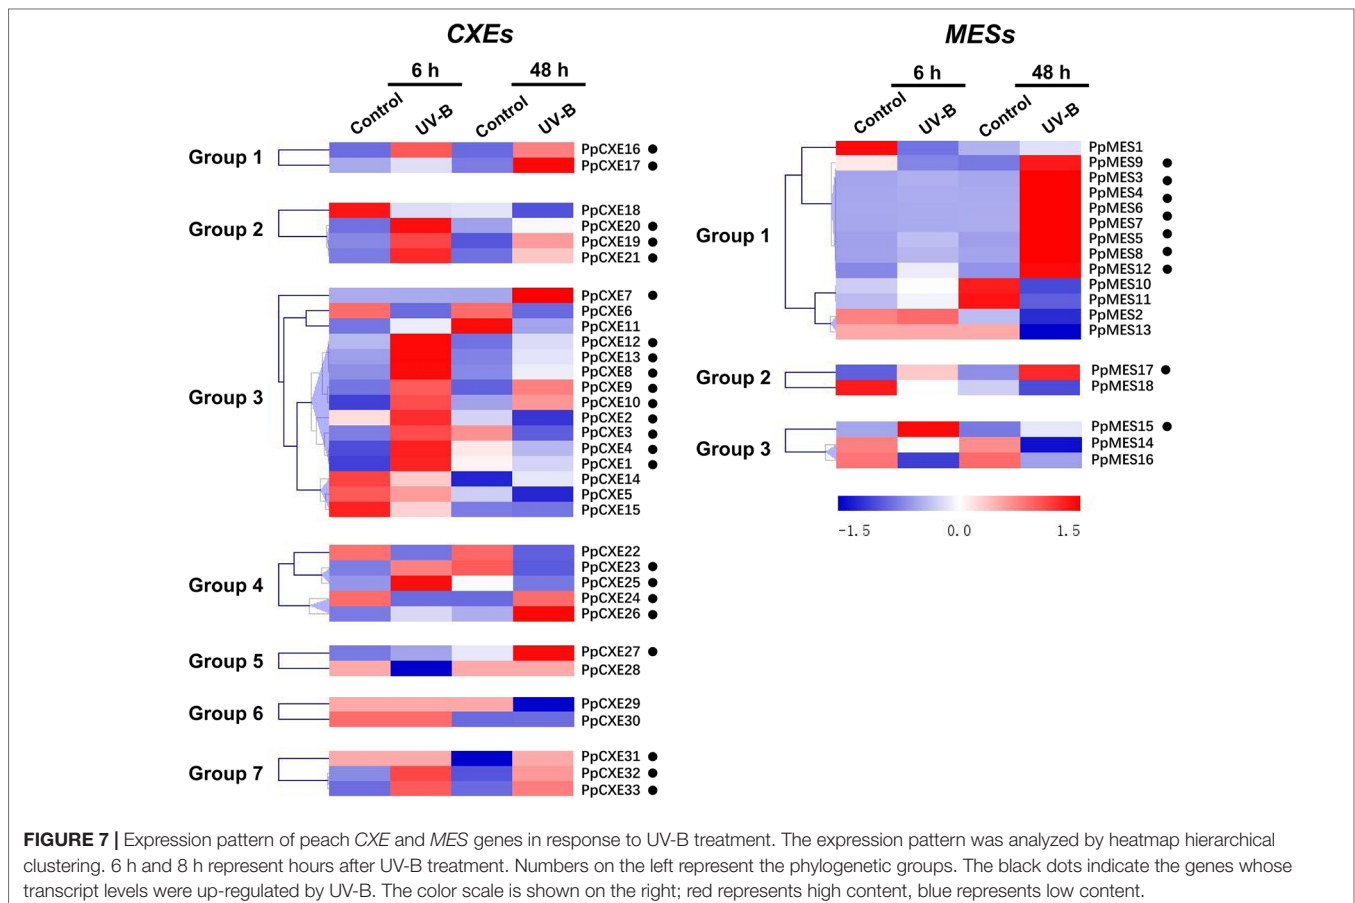 CXEs
6 h
48 h
Control
UV-B
Control
UV-B
Group 1
PpCXE16
PpCXE17
Group 2
PpCXE18
PpCXE20
PpCXE19
PpCXE21
Group 3
PpCXE7
PpCXE6
PpCXE11
PpCXE12
PpCXE13
PpCXE8
PpCXE9
PpCXE10
PpCXE2
PpCXE3
PpCXE4
PpCXE1
PpCXE14
PpCXE5
PpCXE15
Group 4
PpCXE22
PpCXE23
PpCXE25
PpCXE24
PpCXE26
Group 5
PpCXE27
PpCXE28
Group 6
PpCXE29
PpCXE30
Group 7
PpCXE31
PpCXE32
PpCXE33
MESs
6 h
48 h
Control
UV-B
Control
UV-B
Group 1
PpMES1
PpMES9
PpMES3
PpMES4
PpMES6
PpMES7
PpMES5
PpMES8
PpMES12
PpMES10
PpMES11
PpMES2
PpMES13
Group 2
PpMES17
PpMES18
Group 3
PpMES15
PpMES14
PpMES16
-1.5 0.0 1.5
FIGURE 7 | Expression pattern of peach CXE and MES genes in response to UV-B treatment. The expression pattern was analyzed by heatmap hierarchical
clustering. 6 h and 8 h represent hours after UV-B treatment. Numbers on the left represent the phylogenetic groups. The black dots indicate the genes whose
transcript levels were up-regulated by UV-B. The color scale is shown on the right; red represents high content, blue represents low content.